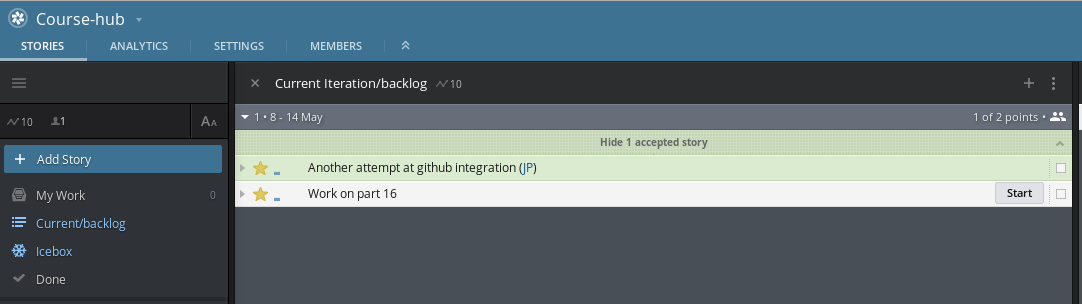 Course-hub
STORIES ANALYTICS SETTINGS MEMBERS
Current Iteration/backlog 10
10 1 AA
1 • 8 - 14 May 1 of 2 points •
Hide 1 accepted story
Add Story
Another attempt at github integration (JP)
My Work 0
Work on part 16 Start
Current/backlog
Icebox
Done